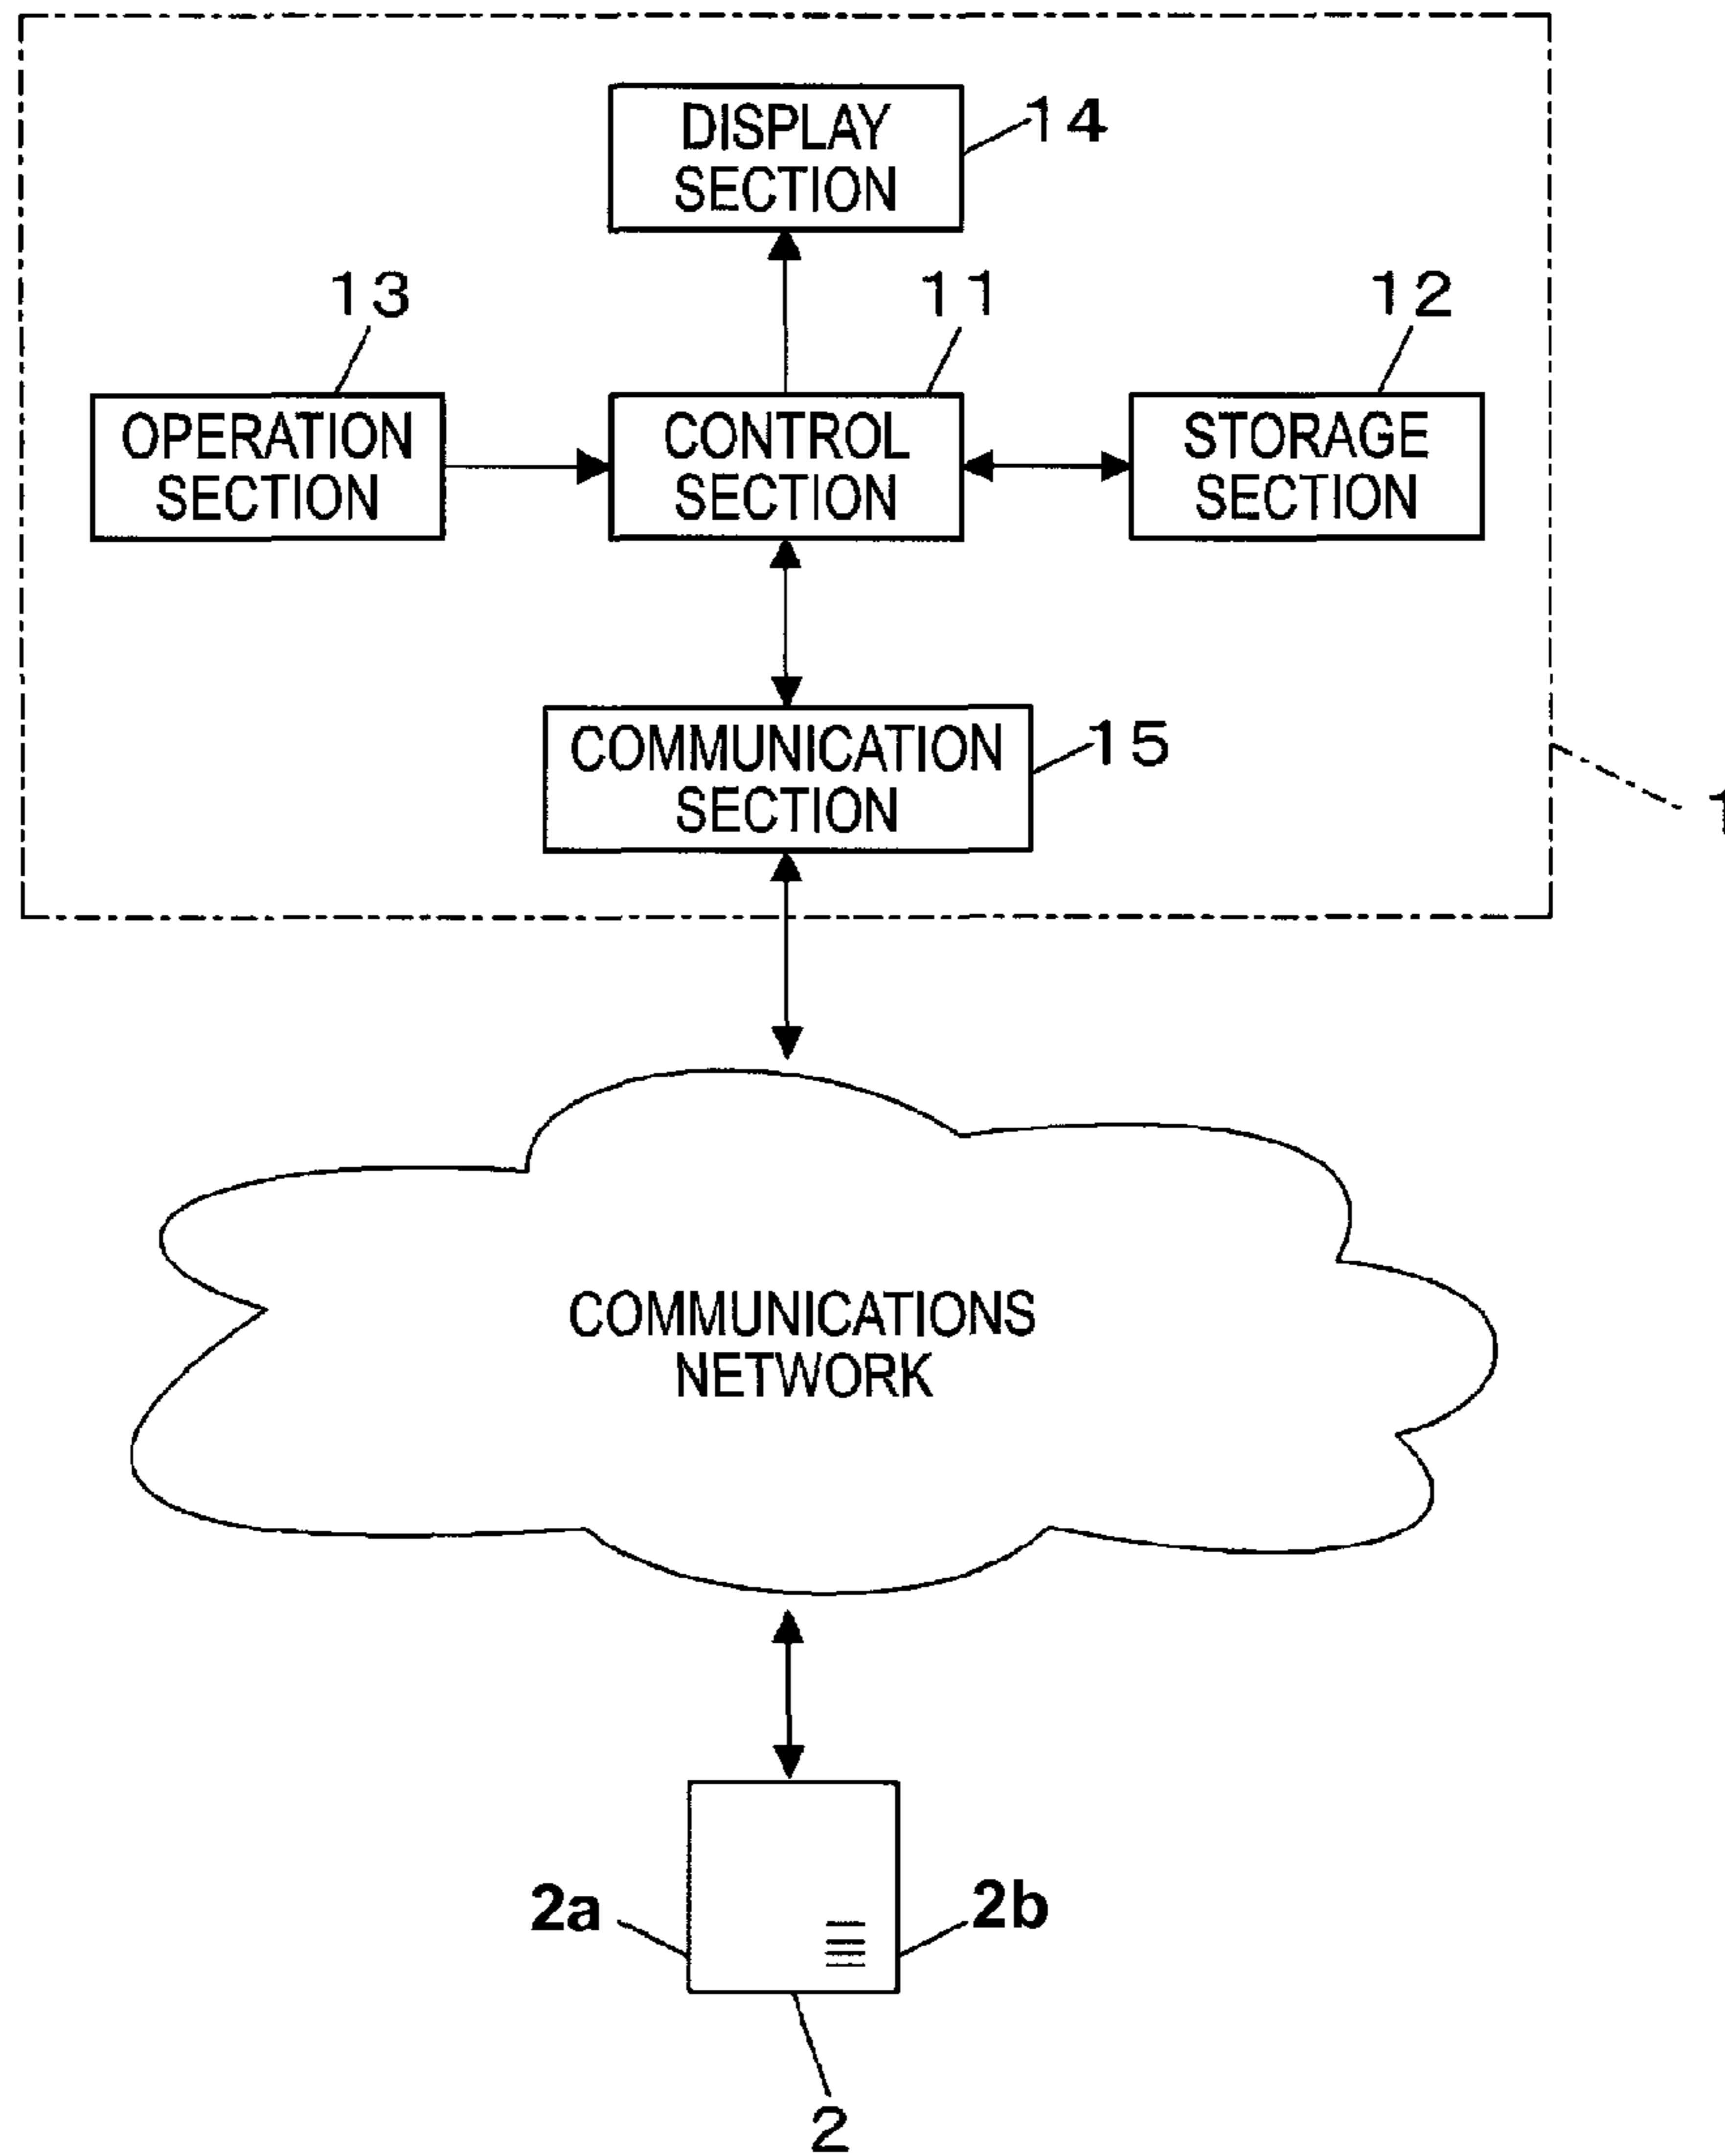 DISPLAY
SECTION
14
13
11
12
OPERATION
SECTION
CONTROL
SECTION
STORAGE
SECTION
COMMUNICATION
SECTION
15
1
COMMUNICATIONS
NETWORK
2a
2b
2